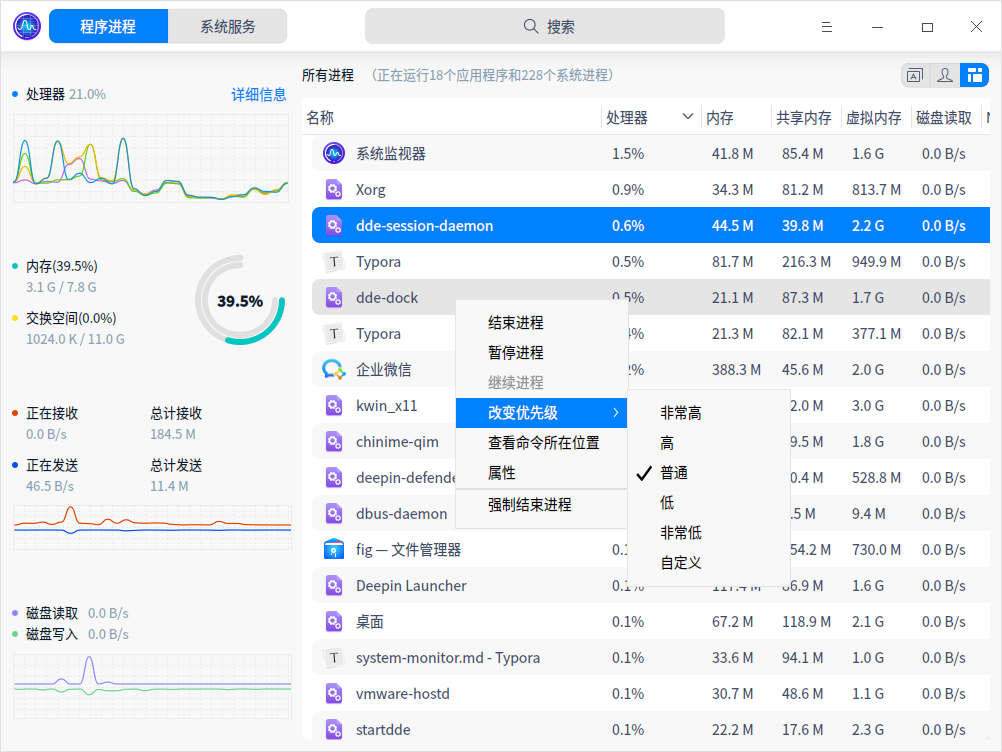 程序进程 系统服务 搜索
处理器 21.0% 详细信息
内存(39.5%)
3.1 G / 7.8 G
交换空间(0.0%)
1024.0 K / 11.0 G
39.5%
正在接收 总计接收
0.0 B/s 184.5 M
正在发送 总计发送
46.5 B/s 11.4 M
磁盘读取 0.0 B/s
磁盘写入 0.0 B/s
所有进程 (正在运行18个应用程序和228个系统进程)
名称 处理器 内存 共享内存 虚拟内存 磁盘读取
系统监视器 1.5% 41.8 M 85.4 M 1.6 G 0.0 B/s
Xorg 0.9% 34.3 M 81.2 M 813.7 M 0.0 B/s
dde-session-daemon 0.6% 44.5 M 39.8 M 2.2 G 0.0 B/s
T Typora 0.5% 81.7 M 216.3 M 949.9 M 0.0 B/s
dde-dock 0.5% 21.1 M 87.3 M 1.7 G 0.0 B/s
T Typora 21.3 M 82.1 M 377.1 M 0.0 B/s
企业微信 388.3 M 45.6 M 2.0 G 0.0 B/s
kwin_x11 2.0 M 3.0 G 0.0 B/s
chinime-qim 9.5 M 1.8 G 0.0 B/s
deepin-defende 0.4 M 528.8 M 0.0 B/s
dbus-daemon .5 M 9.4 M 0.0 B/s
fig — 文件管理器 54.2 M 730.0 M 0.0 B/s
Deepin Launcher 0.1% 117.4 M 86.9 M 1.6 G 0.0 B/s
桌面 0.1% 67.2 M 118.9 M 2.1 G 0.0 B/s
T system-monitor.md - Typora 0.1% 33.6 M 94.1 M 1.0 G 0.0 B/s
vmware-hostd 0.1% 30.7 M 48.6 M 1.1 G 0.0 B/s
startdde 0.1% 22.2 M 17.6 M 2.3 G 0.0 B/s
结束进程
暂停进程
继续进程
改变优先级
查看命令所在位置
属性
强制结束进程
非常高
高
普通
低
非常低
自定义